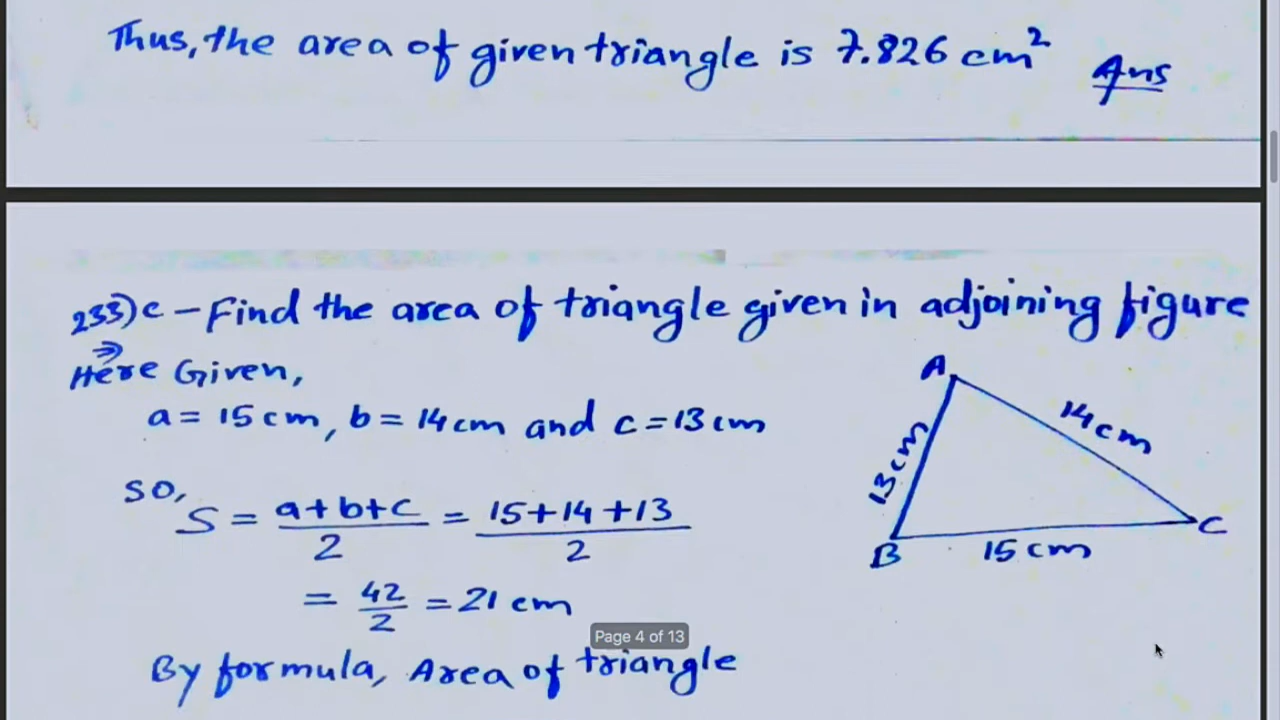 Thus, the area of given triangle is 7.826 cm² Ans
233) c - Find the area of triangle given in adjoining figure
⇒
Here Given,
a = 15 cm, b = 14 cm and c = 13 cm
so,
S = a+b+c/2 = 15+14+13/2
= 42/2 = 21 cm
By formula, Area of triangle
A
14 cm
13 cm
B
C
15 cm
Page 4 of 13